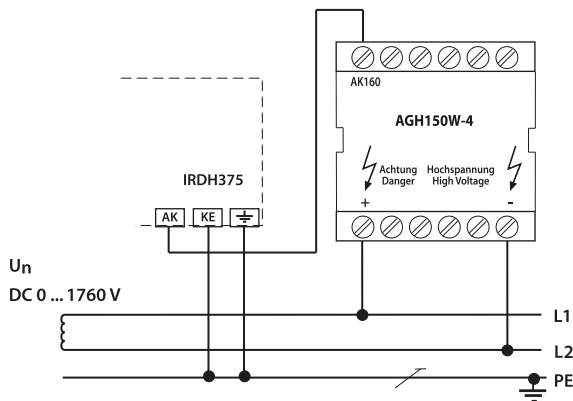 AK160
AGH150W-4
Achtung Hochspannung
Danger High Voltage
+ -
IRDH375
AK KE
Un
DC 0 ... 1760 V
L1
L2
PE